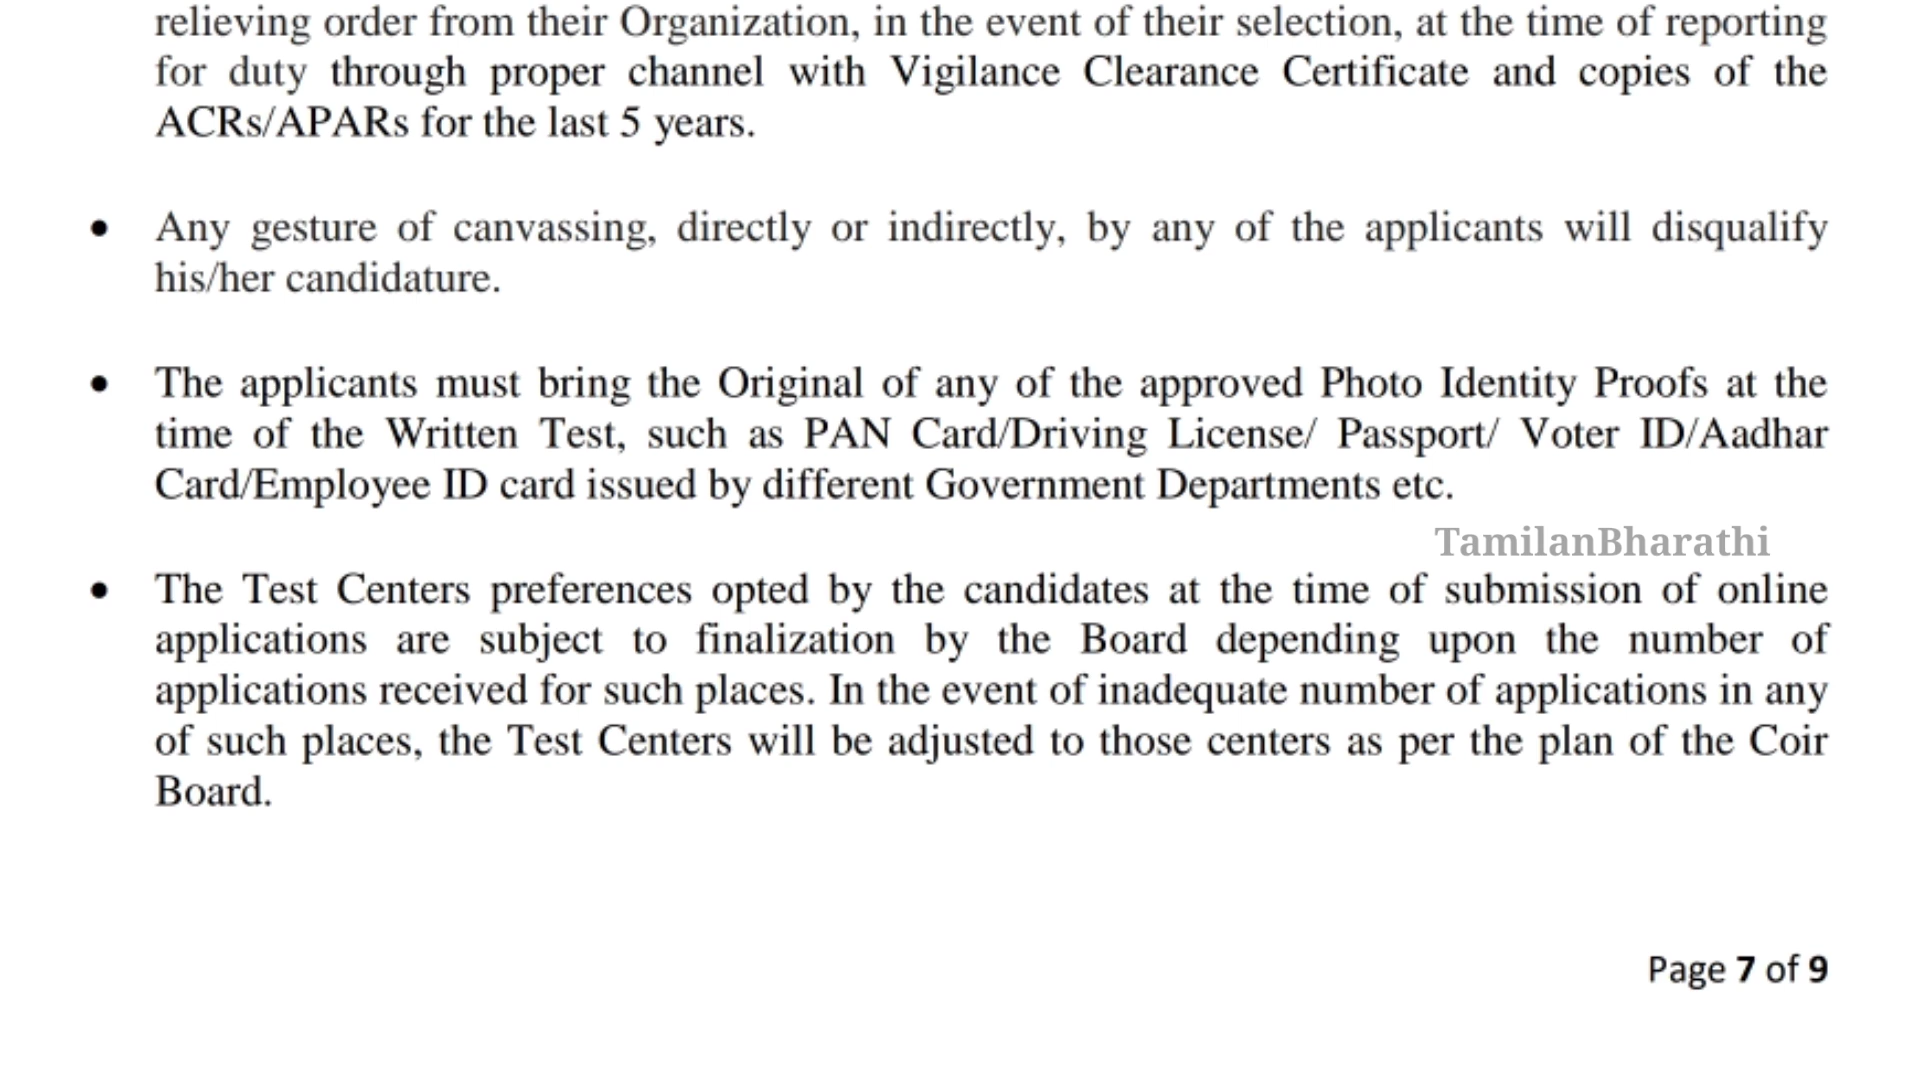 relieving order from their Organization, in the event of their selection, at the time of reporting
for duty through proper channel with Vigilance Clearance Certificate and copies of the
ACRs/APARs for the last 5 years.
• Any gesture of canvassing, directly or indirectly, by any of the applicants will disqualify
his/her candidature.
• The applicants must bring the Original of any of the approved Photo Identity Proofs at the
time of the Written Test, such as PAN Card/Driving License/ Passport/ Voter ID/Aadhar
Card/Employee ID card issued by different Government Departments etc.
TamilanBharathi
• The Test Centers preferences opted by the candidates at the time of submission of online
applications are subject to finalization by the Board depending upon the number of
applications received for such places. In the event of inadequate number of applications in any
of such places, the Test Centers will be adjusted to those centers as per the plan of the Coir
Board.
Page 7 of 9